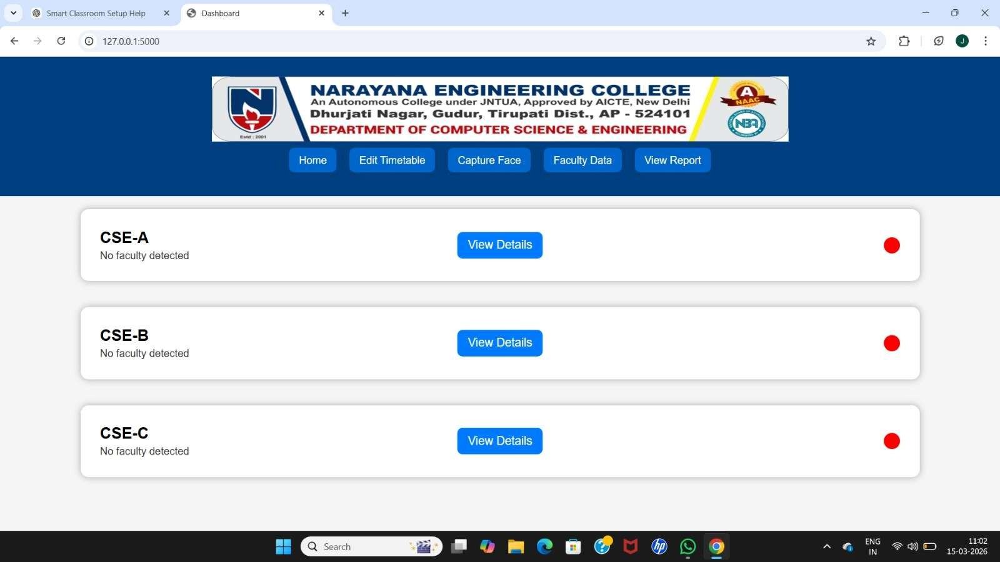 Smart Classroom Setup Help
Dashboard
127.0.0.1:5000
J
N
Estd : 2001
NARAYANA ENGINEERING COLLEGE
An Autonomous College under JNTUA, Approved by AICTE, New Delhi
Dhurjati Nagar, Gudur, Tirupati Dist., AP - 524101
DEPARTMENT OF COMPUTER SCIENCE & ENGINEERING
A
NAAC
NBA
Home
Edit Timetable
Capture Face
Faculty Data
View Report
CSE-A
No faculty detected
View Details
CSE-B
No faculty detected
View Details
CSE-C
No faculty detected
View Details
Search
hp
ENG
IN
11:02
15-03-2026